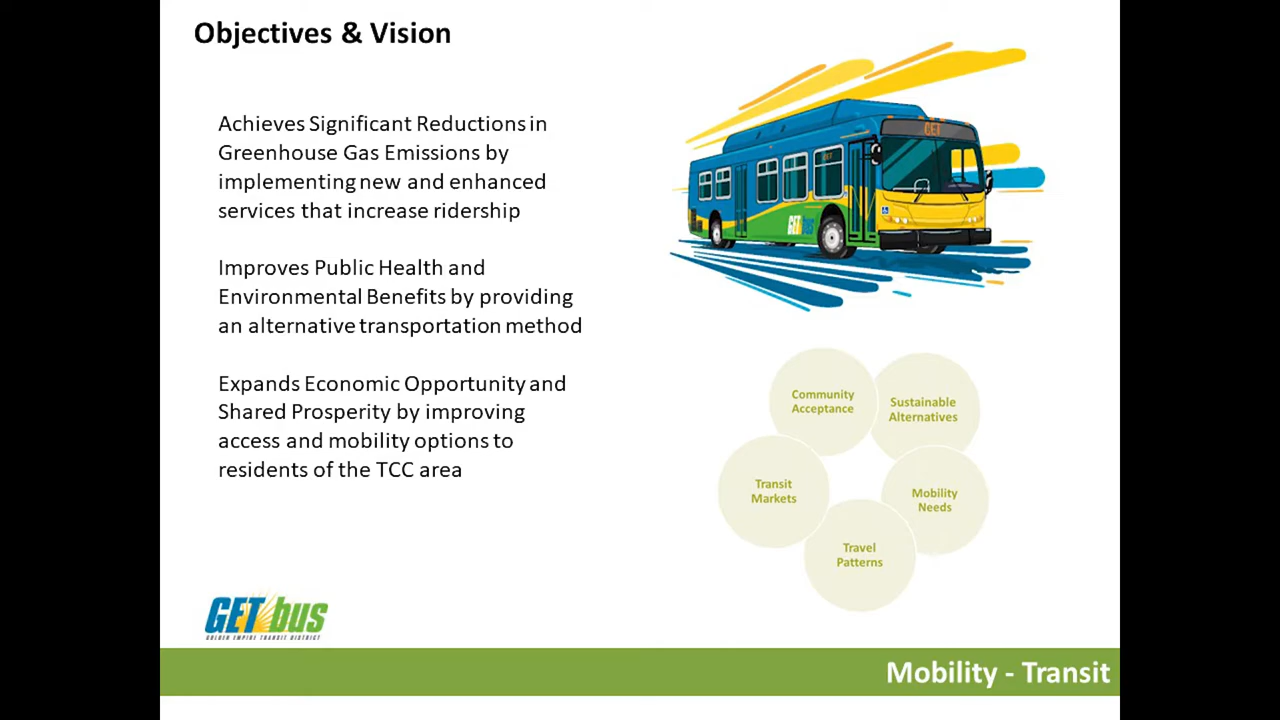 Objectives & Vision
Achieves Significant Reductions in
Greenhouse Gas Emissions by
implementing new and enhanced
services that increase ridership
Improves Public Health and
Environmental Benefits by providing
an alternative transportation method
Expands Economic Opportunity and
Shared Prosperity by improving
access and mobility options to
residents of the TCC area
GET
GET bus
Community
Acceptance
Sustainable
Alternatives
Transit
Markets
Mobility
Needs
Travel
Patterns
GET bus
GOLDEN EMPIRE TRANSIT DISTRICT
Mobility - Transit